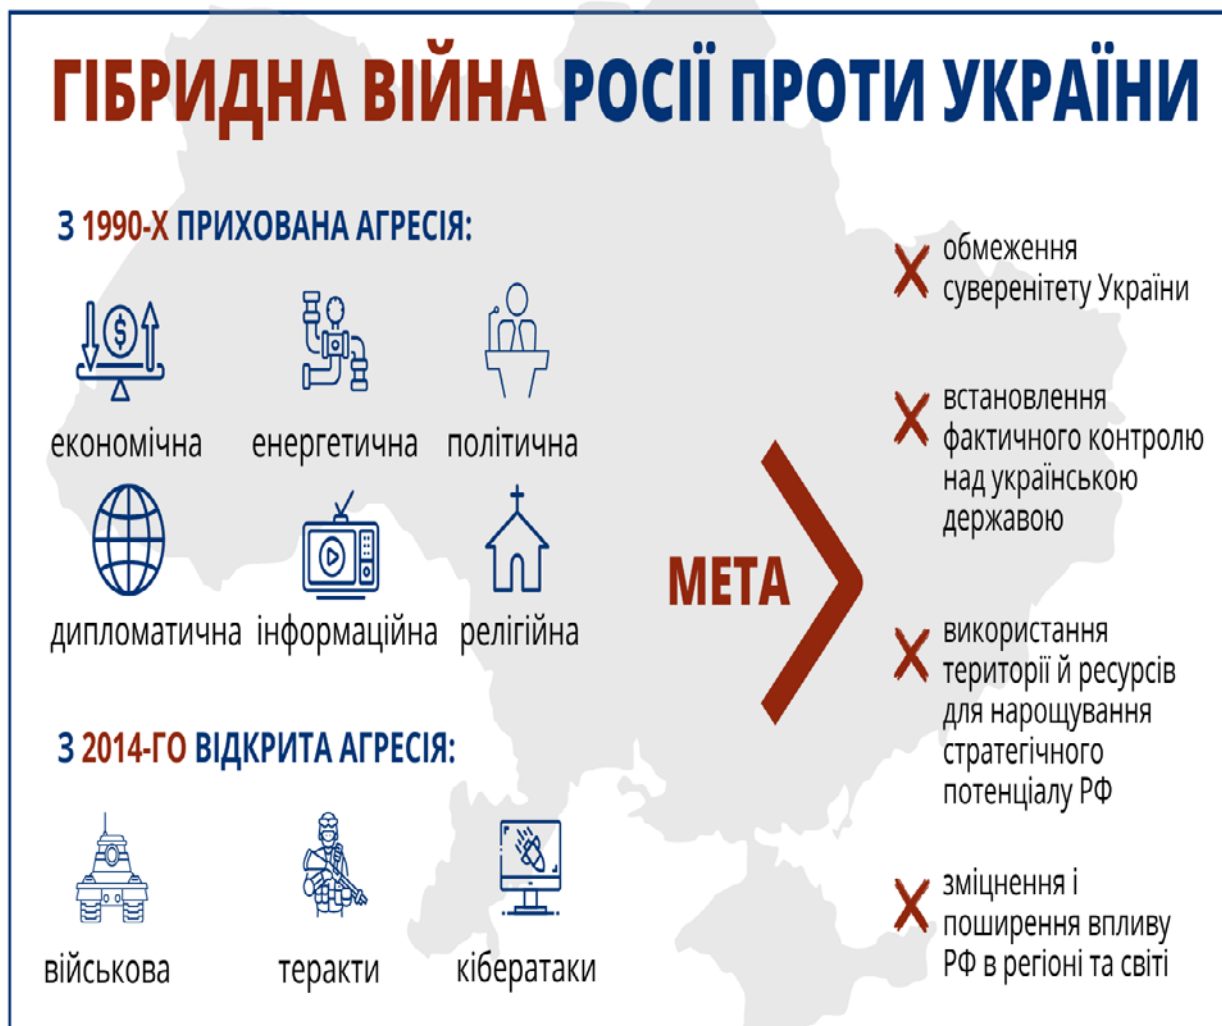 ГІБРИДНА ВІЙНА РОСІЇ ПРОТИ УКРАЇНИ
З 1990-Х ПРИХОВАНА АГРЕСІЯ:
економічна
енергетична
політична
дипломатична
інформаційна
релігійна
З 2014-ГО ВІДКРИТА АГРЕСІЯ:
військова
теракти
кібератаки
МЕТА
обмеження
суверенітету України
встановлення
фактичного контролю
над українською
державою
використання
території й ресурсів
для нарощування
стратегічного
потенціалу РФ
зміцнення і
поширення впливу
РФ в регіоні та світі